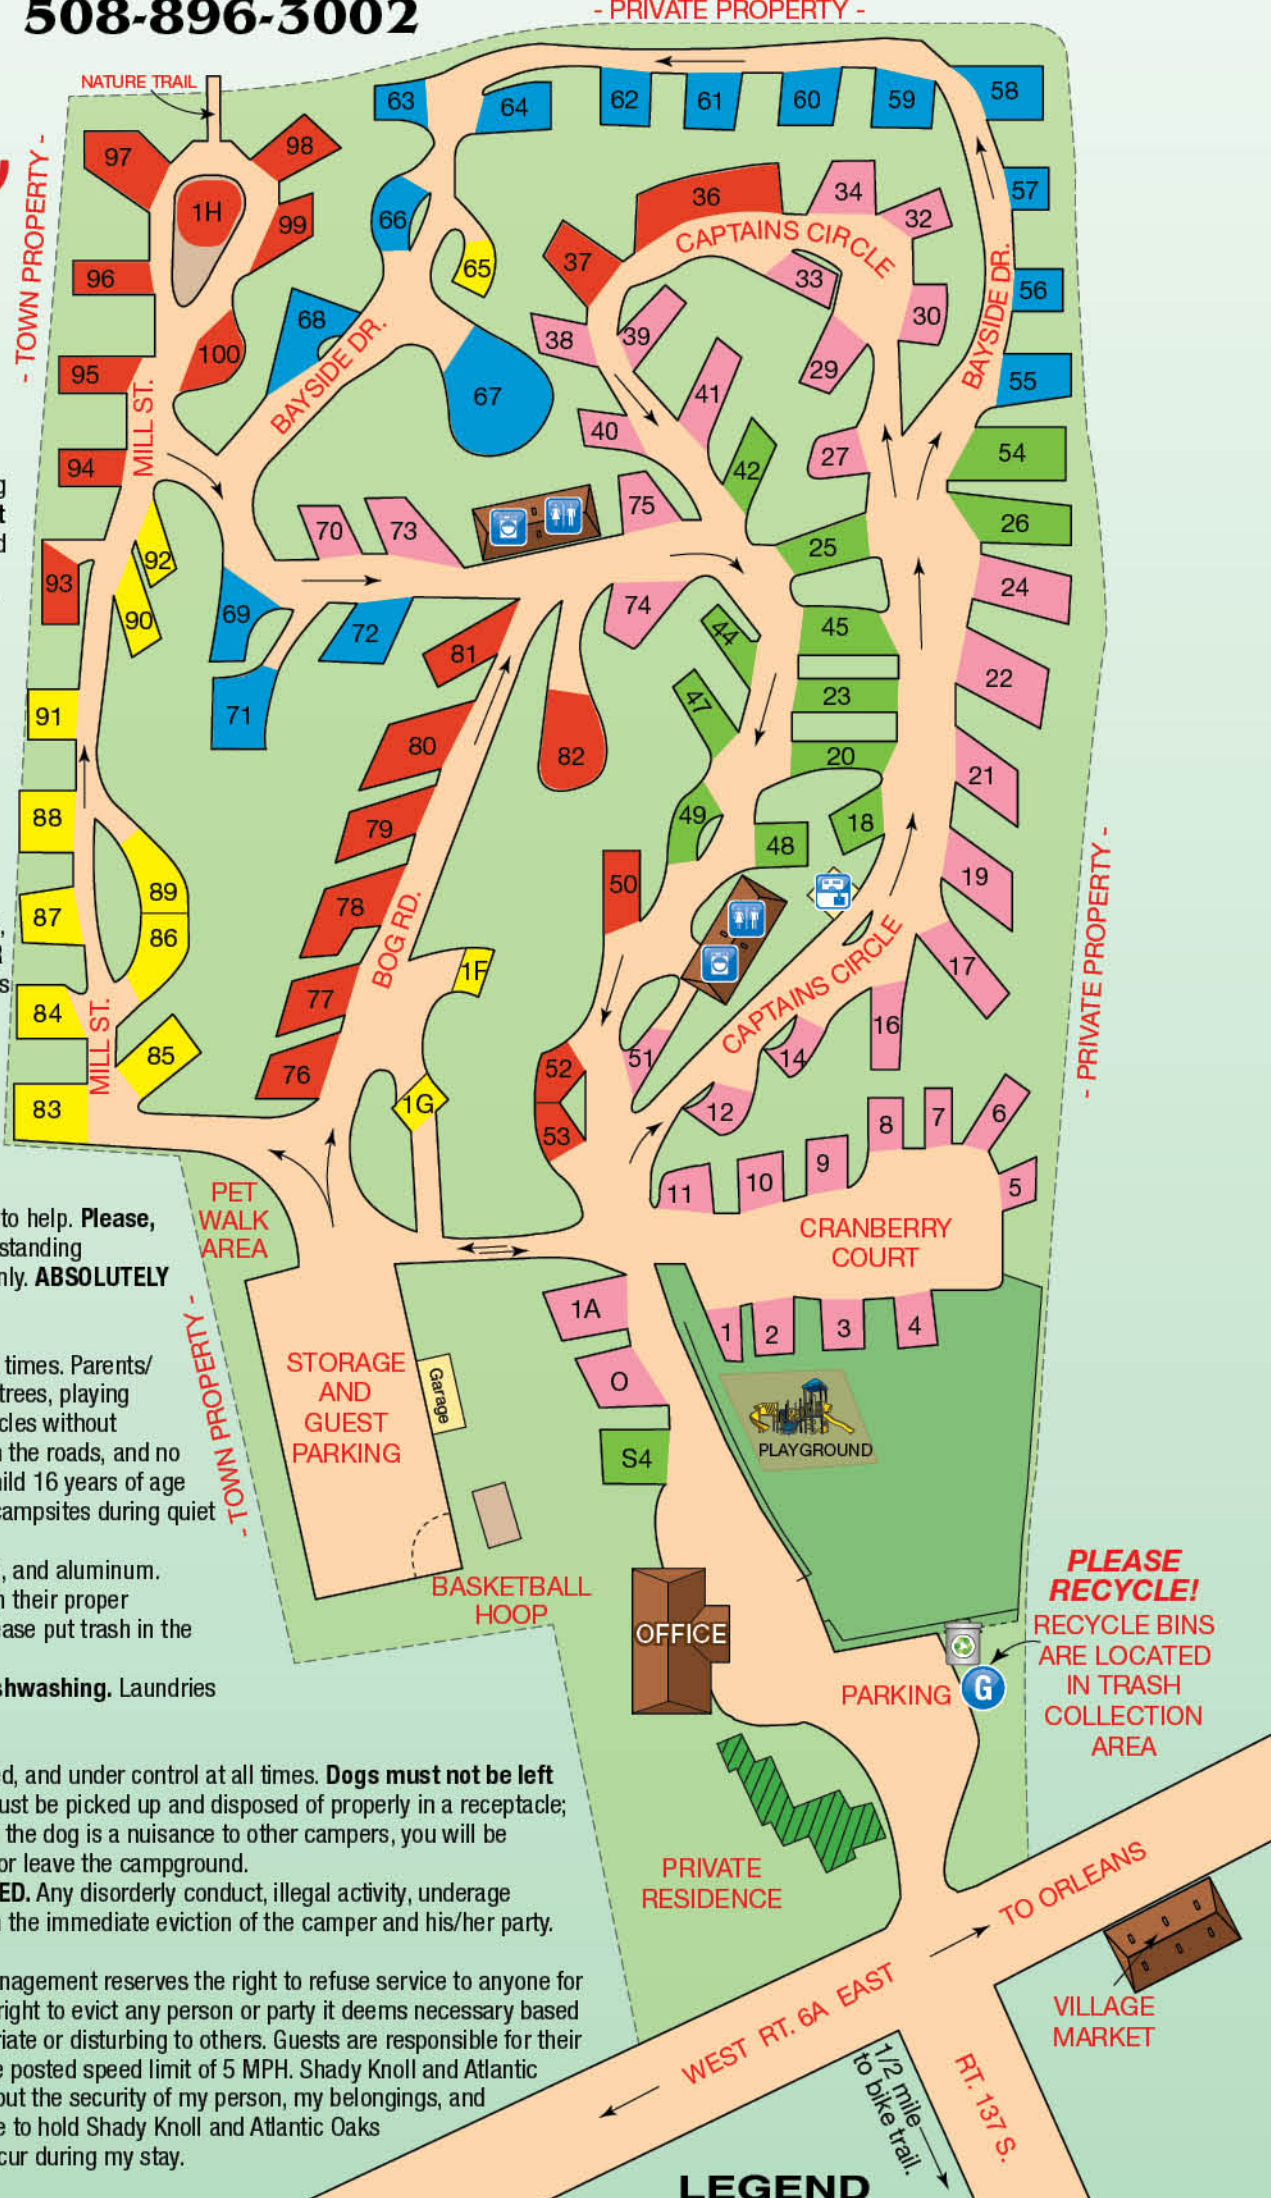 508-896-3002
- PRIVATE PROPERTY -
NATURE TRAIL
- TOWN PROPERTY -
97
98
1H
99
96
100
95
94
MILL ST.
63
64
62
61
60
59
58
57
56
55
66
65
68
67
BAYSIDE DR.
36
34
32
CAPTAINS CIRCLE
37
33
30
38
39
29
41
40
42
27
BAYSIDE DR.
54
26
25
24
75
70
73
92
93
90
69
72
74
44
45
81
71
91
80
82
47
23
20
22
21
88
79
49
48
18
89
50
19
87
78
86
BOG RD.
1F
17
CAPTAINS CIRCLE
- PRIVATE PROPERTY -
84
77
MILL ST.
85
76
1G
83
52
53
51
14
16
12
8
7
6
9
10
11
5
CRANBERRY
COURT
PET
WALK
AREA
to help. Please,
standing
nly. ABSOLUTELY
- TOWN PROPERTY -
1A
1
2
3
4
O
S4
STORAGE
AND
GUEST
PARKING
Garage
PLAYGROUND
times. Parents/
trees, playing
cles without
n the roads, and no
hild 16 years of age
campsites during quiet
, and aluminum.
n their proper
ease put trash in the
shwashing. Laundries
BASKETBALL
HOOP
OFFICE
PLEASE
RECYCLE!
RECYCLE BINS
ARE LOCATED
IN TRASH
COLLECTION
AREA
PARKING
G
ed, and under control at all times. Dogs must not be left
ust be picked up and disposed of properly in a receptacle;
the dog is a nuisance to other campers, you will be
or leave the campground.
ED. Any disorderly conduct, illegal activity, underage
n the immediate eviction of the camper and his/her party.
PRIVATE
RESIDENCE
TO ORLEANS
WEST RT. 6A EAST
VILLAGE
MARKET
nagement reserves the right to refuse service to anyone for
right to evict any person or party it deems necessary based
riate or disturbing to others. Guests are responsible for their
e posted speed limit of 5 MPH. Shady Knoll and Atlantic
out the security of my person, my belongings, and
e to hold Shady Knoll and Atlantic Oaks
cur during my stay.
1/2 mile
to bike trail.
RT. 137 S.
LEGEND